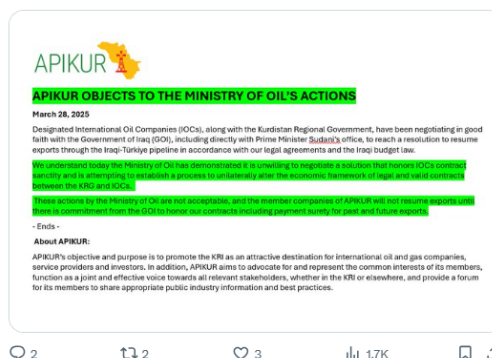 APIKUR
APIKUR OBJECTS TO THE MINISTRY OF OIL'S ACTIONS
March 28, 2025
Designated International Oil Companies (IOCs), along with the Kurdistan Regional Government, have been negotiating in good
faith with the Government of Iraq (GOI), including directly with Prime Minister Sudani's office, to reach a resolution to resume
exports through the Iraqi-Türkiye pipeline in accordance with our legal agreements and the Iraqi budget law.
We understand today the Ministry of Oil has demonstrated it is unwilling to negotiate a solution that honors IOCs contract
sanctity and is attempting to establish a process to unilaterally alter the economic framework of legal and valid contracts
between the KRG and IOCs.
These actions by the Ministry of Oil are not acceptable, and the member companies of APIKUR will not resume exports until
there is commitment from the GOI to honor our contracts including payment surety for past and future exports.
- Ends -
About APIKUR:
APIKUR's objective and purpose is to promote the KRI as an attractive destination for international oil and gas companies,
service providers and investors. In addition, APIKUR aims to advocate for and represent the common interests of its members,
function as a joint and effective voice towards all relevant stakeholders, whether in the KRI or elsewhere, and provide a forum
for its members to share appropriate public industry information and best practices.
2 2 3 1.7K